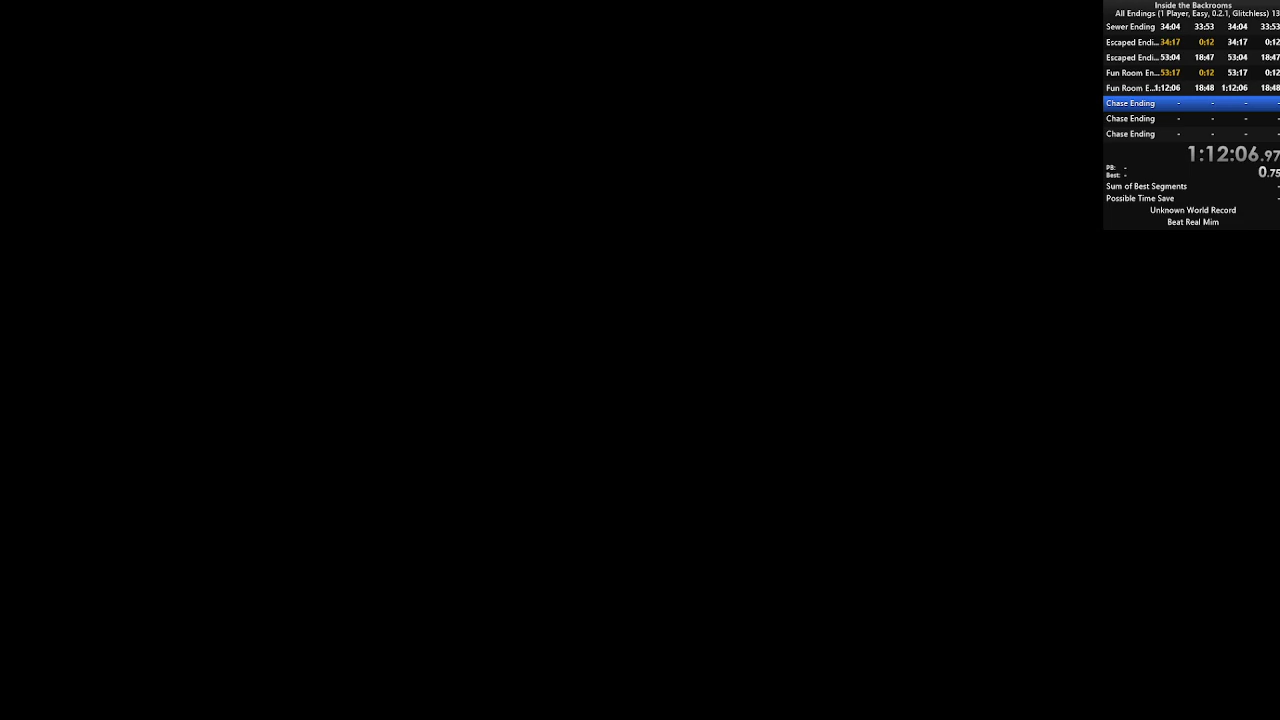 Inside the Backrooms
All Endings (1 Player, Easy, 0.2.1, Glitchless) 13
Sewer Ending 34:04 33:53 34:04 33:53
Escaped Endi... 34:17 0:12 34:17 0:12
Escaped Endi... 53:04 18:47 53:04 18:47
Fun Room En... 53:17 0:12 53:17 0:12
Fun Room E... 1:12:06 18:48 1:12:06 18:48
Chase Ending - - - -
Chase Ending - - - -
Chase Ending - - - -
1:12:06.97
PB: -
Best: - 0.75
Sum of Best Segments -
Possible Time Save -
Unknown World Record
Beat Real Mim